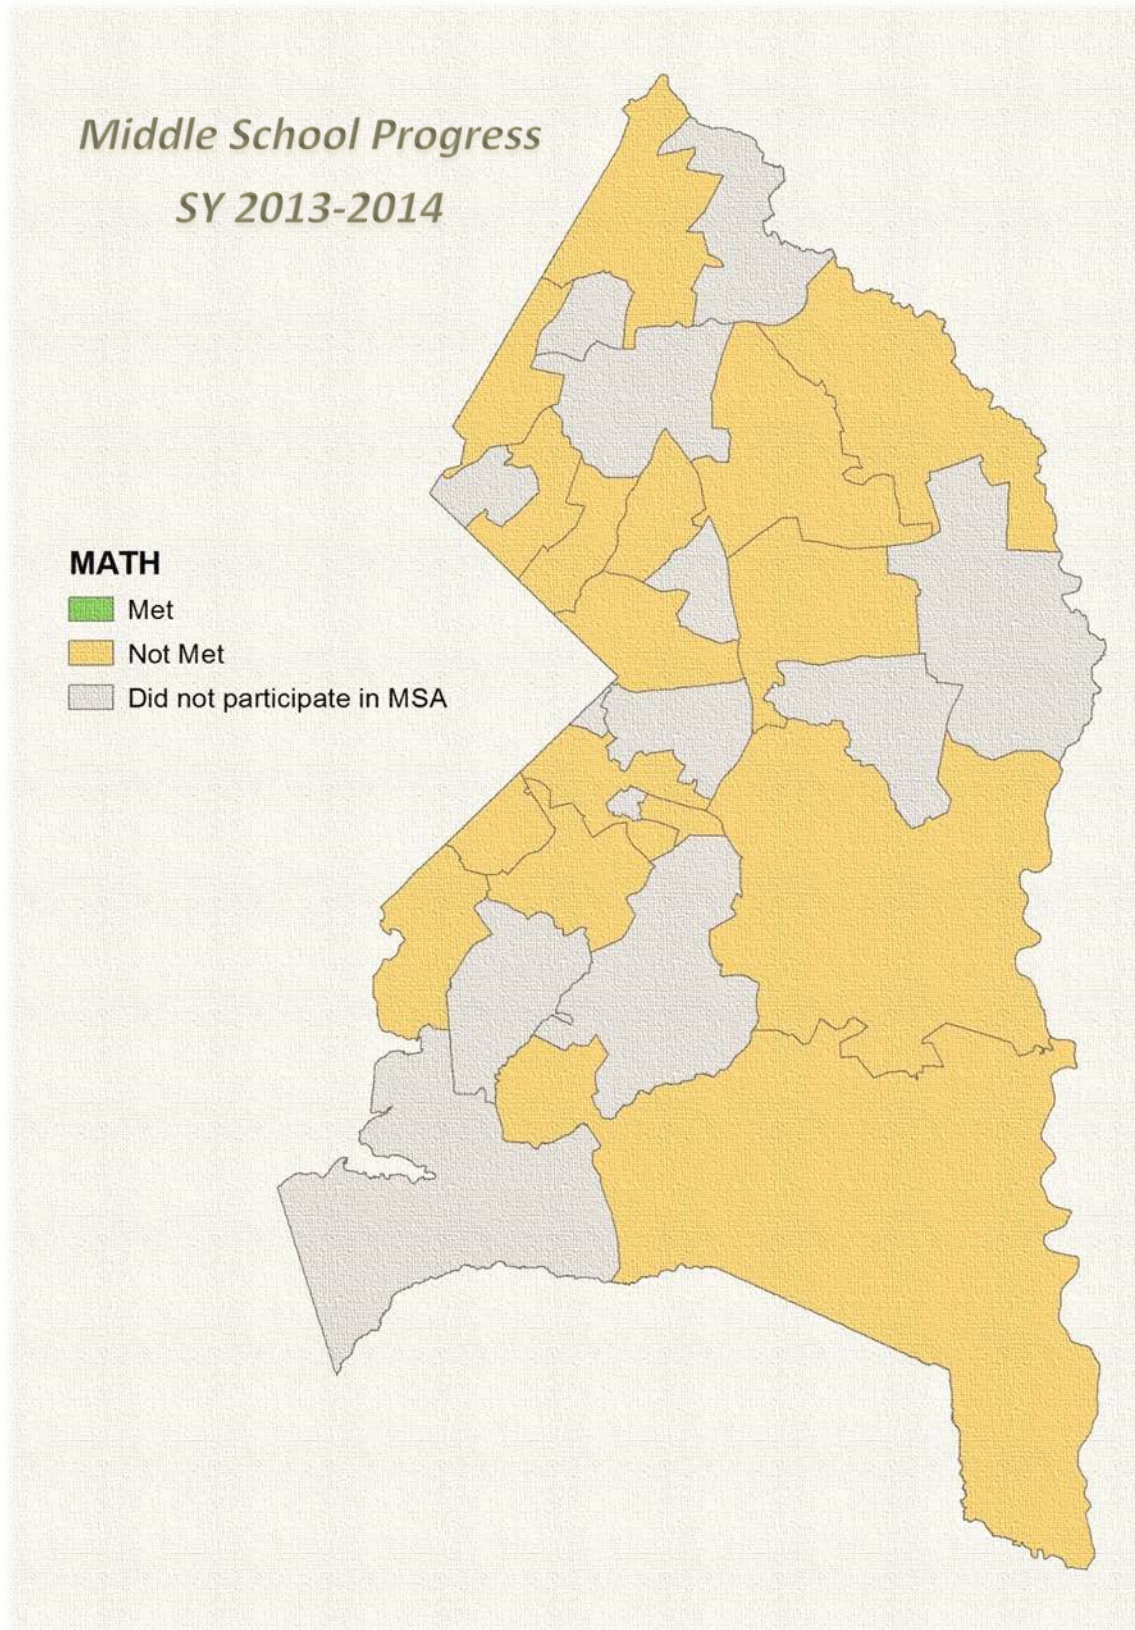 Middle School Progress
SY 2013-2014
MATH
Met
Not Met
Did not participate in MSA